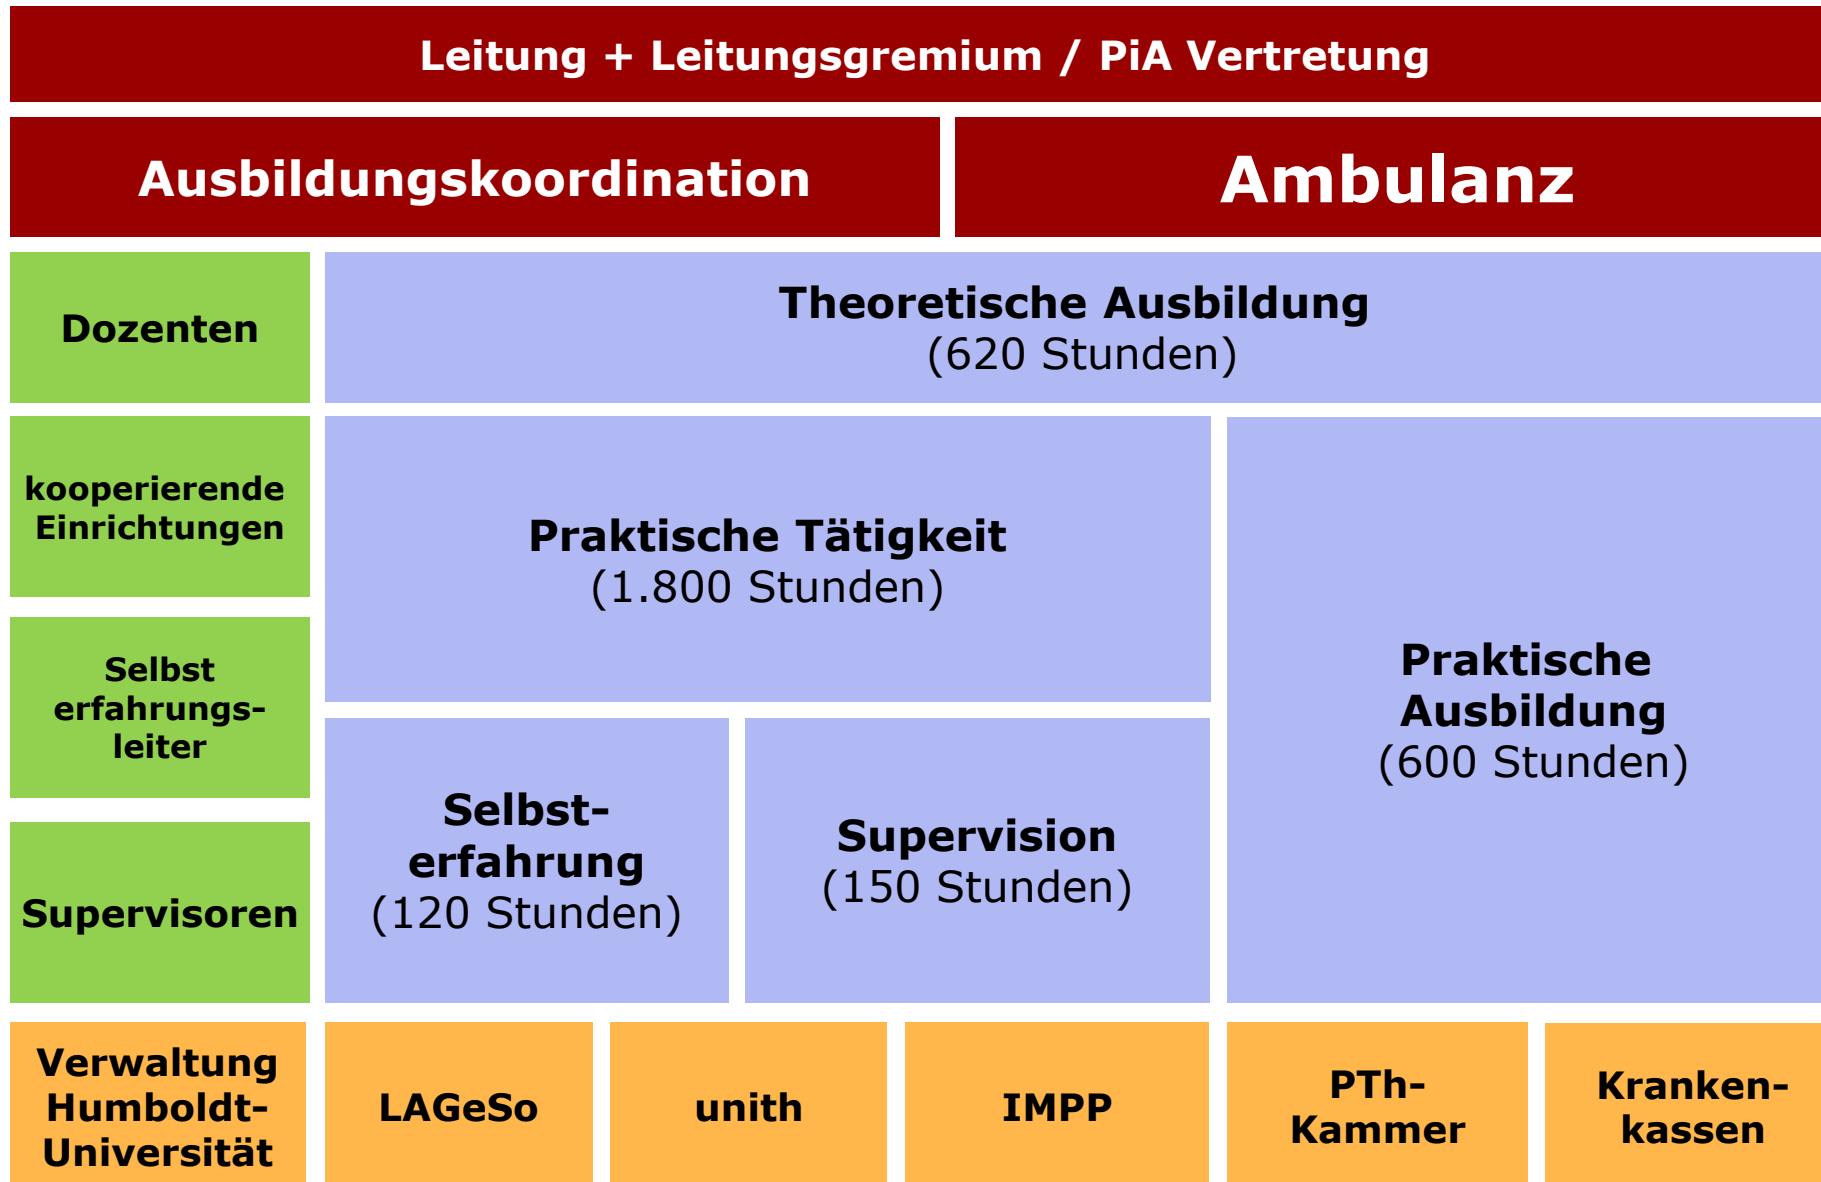 Leitung + Leitungsgremium / PiA Vertretung
Ausbildungskoordination
Ambulanz
Dozenten
Theoretische Ausbildung
(620 Stunden)
kooperierende
Einrichtungen
Praktische Tätigkeit
(1.800 Stunden)
Praktische
Ausbildung
(600 Stunden)
Selbst
erfahrungs-
leiter
Selbst-
erfahrung
(120 Stunden)
Supervision
(150 Stunden)
Supervisoren
Verwaltung
Humboldt-
Universität
LAGeSo
unith
IMPP
PTh-
Kammer
Kranken-
kassen